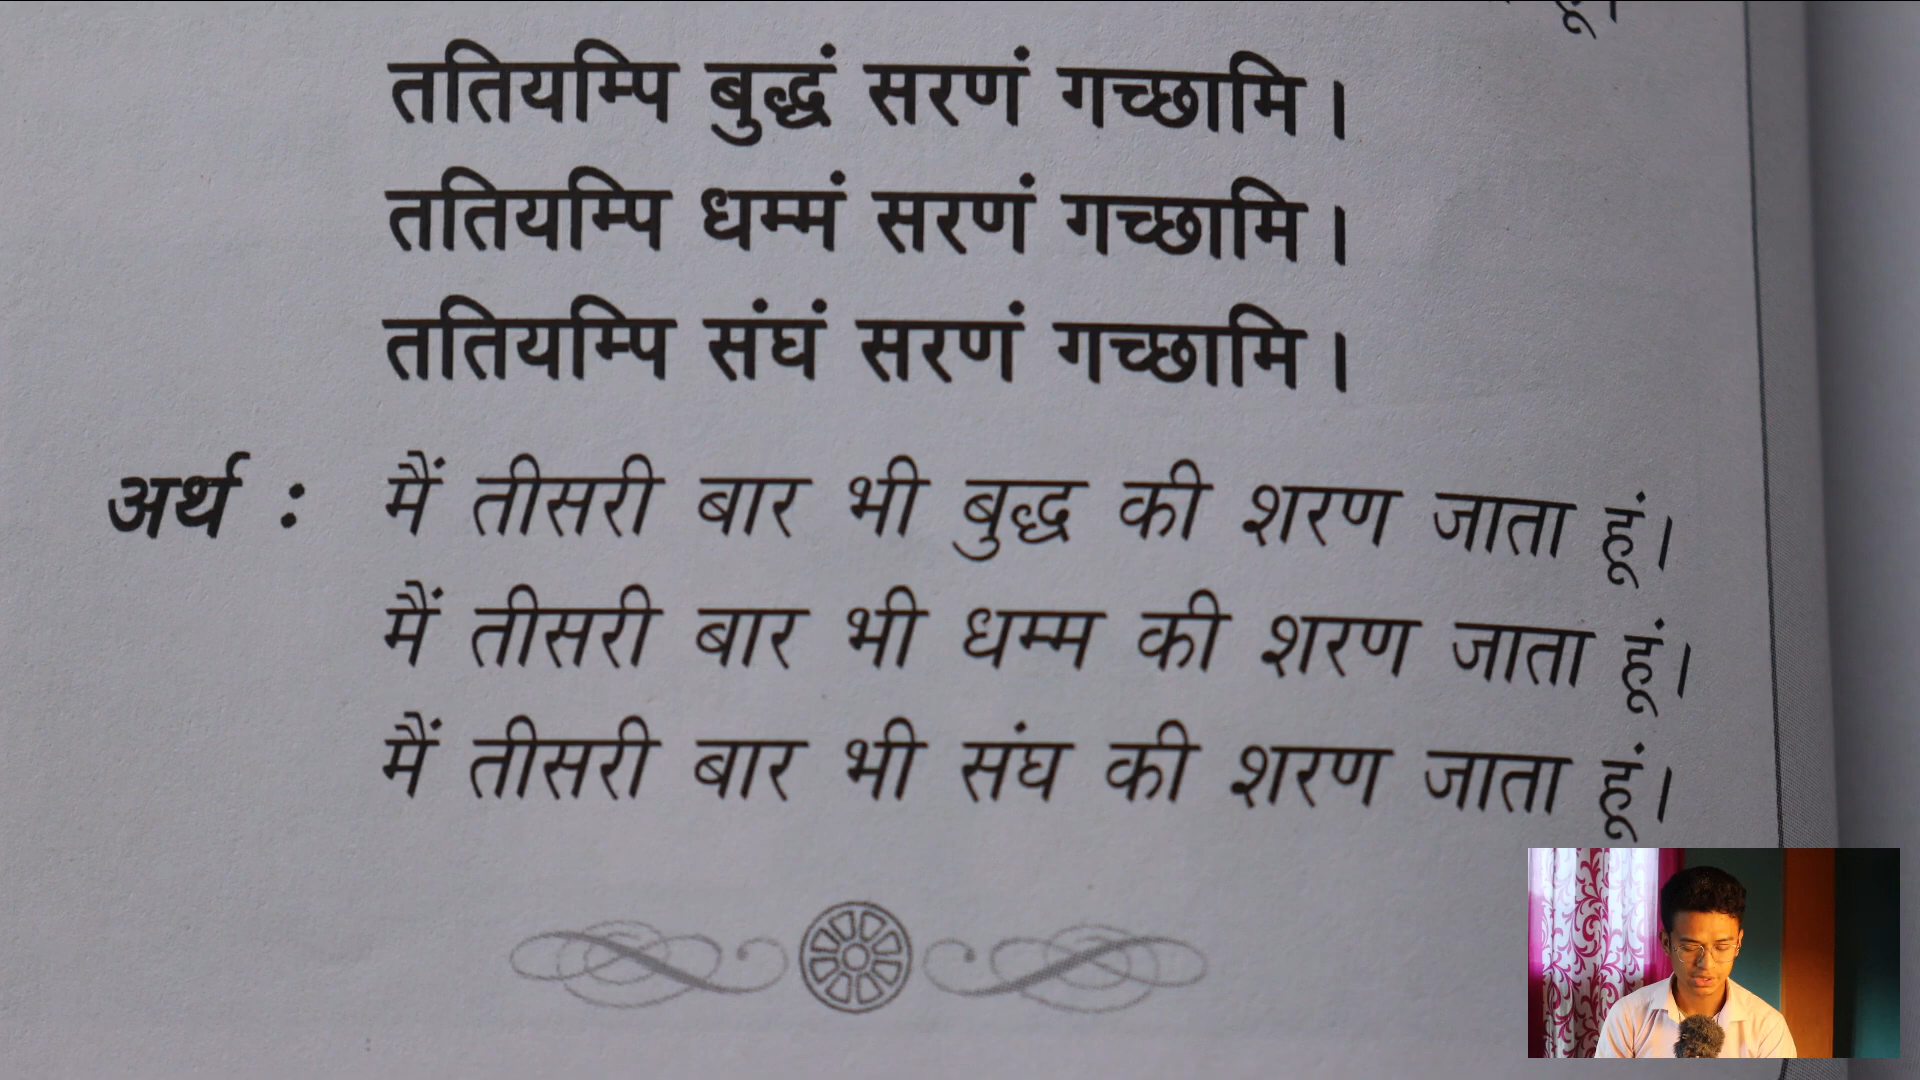 ततियम्पि बुद्धं सरणं गच्छामि।
ततियम्पि धम्मं सरणं गच्छामि।
ततियम्पि संघं सरणं गच्छामि।
अर्थ : मैं तीसरी बार भी बुद्ध की शरण जाता हूं।
मैं तीसरी बार भी धम्म की शरण जाता हूं।
मैं तीसरी बार भी संघ की शरण जाता हूं।